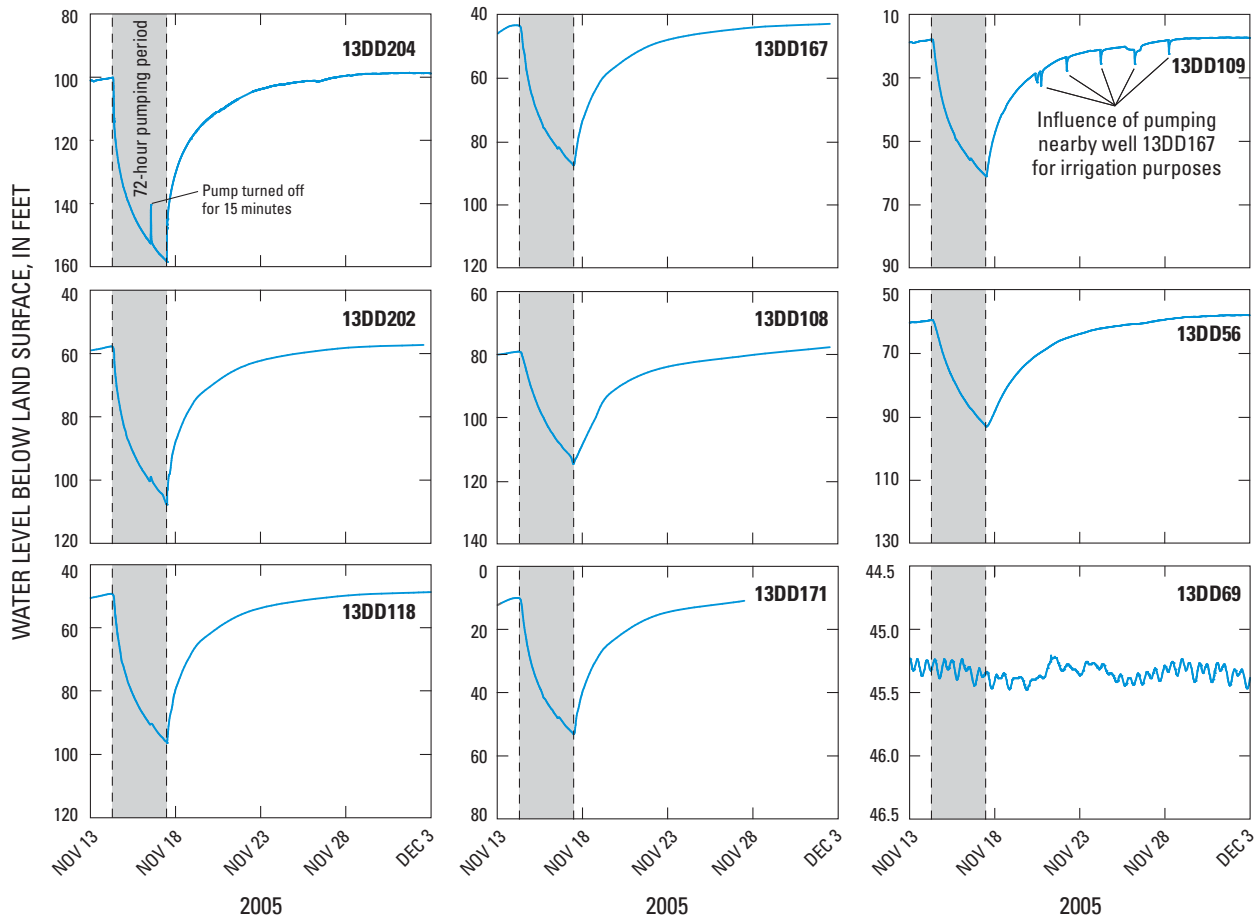 WATER LEVEL BELOW LAND SURFACE, IN FEET
80
100
120
140
160
13DD204
72-hour pumping period
Pump turned off
for 15 minutes
40
60
80
100
120
13DD167
10
30
50
70
90
13DD109
Influence of pumping
nearby well 13DD167
for irrigation purposes
40
60
80
100
120
13DD202
60
80
100
120
140
13DD108
50
70
90
110
130
13DD56
40
60
80
100
120
13DD118
0
20
40
60
80
13DD171
44.5
45.0
45.5
46.0
46.5
13DD69
NOV 13
NOV 18
NOV 23
NOV 28
DEC 3
2005
NOV 13
NOV 18
NOV 23
NOV 28
DEC 3
2005
NOV 13
NOV 18
NOV 23
NOV 28
DEC 3
2005